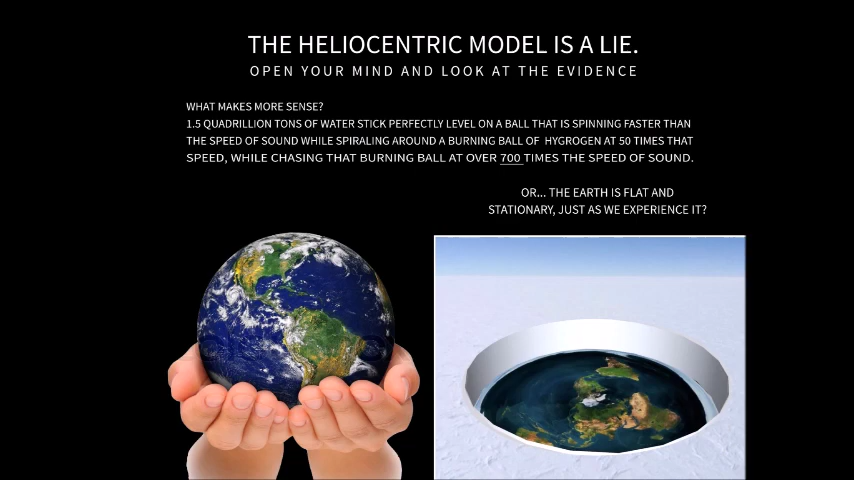 THE HELIOCENTRIC MODEL IS A LIE.
OPEN YOUR MIND AND LOOK AT THE EVIDENCE
WHAT MAKES MORE SENSE?
1.5 QUADRILLION TONS OF WATER STICK PERFECTLY LEVEL ON A BALL THAT IS SPINNING FASTER THAN
THE SPEED OF SOUND WHILE SPIRALING AROUND A BURNING BALL OF HYGROGEN AT 50 TIMES THAT
SPEED, WHILE CHASING THAT BURNING BALL AT OVER 700 TIMES THE SPEED OF SOUND.
OR... THE EARTH IS FLAT AND
STATIONARY, JUST AS WE EXPERIENCE IT?